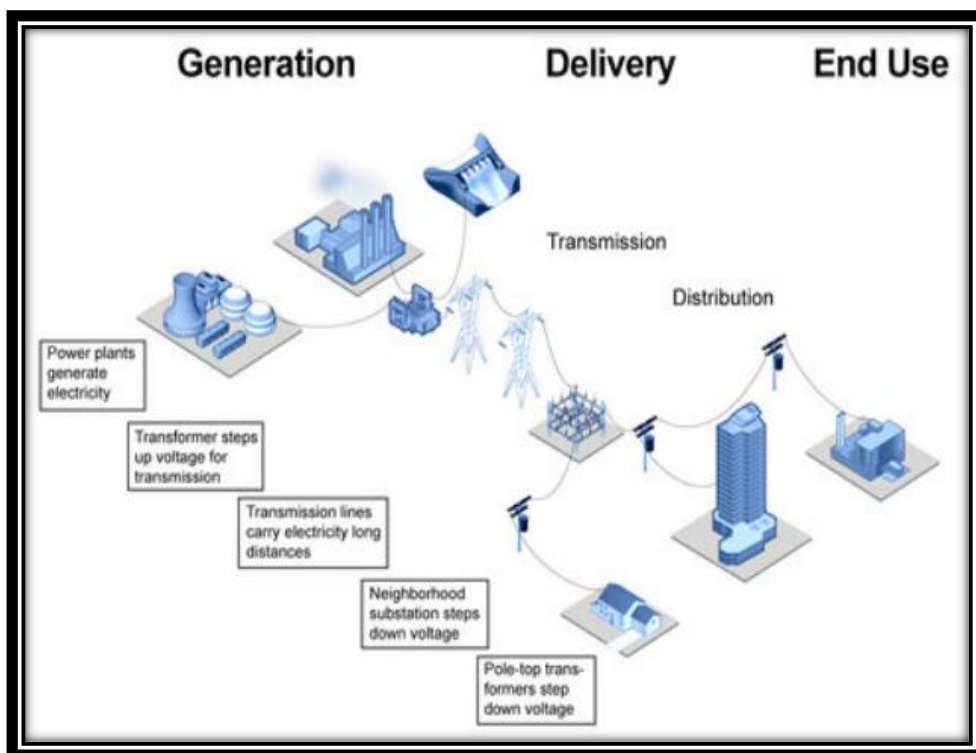 Generation
Delivery
End Use
Transmission
Distribution
Power plants
generate
electricity
Transformer steps
up voltage for
transmission
Transmission lines
carry electricity long
distances
Neighborhood
substation steps
down voltage
Pole-top trans-
formers step
down voltage